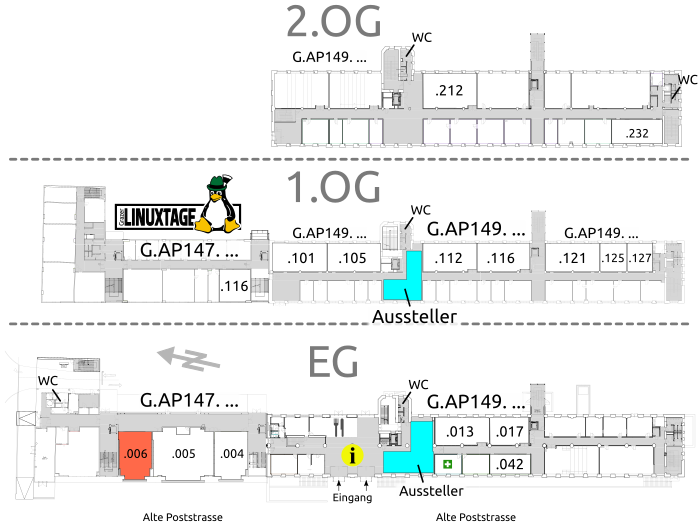 2.OG
WC
G.AP149. ...
WC
.212
.232
Grazer
LINUXTAGE
1.OG
WC
G.AP147. ...
G.AP149. ...
G.AP149. ...
G.AP149. ...
.101
.105
.112
.116
.121
.125
.127
.116
Aussteller
EG
WC
G.AP147. ...
WC
G.AP149. ...
.006
.005
.004
i
.013
.017
.042
Eingang
Aussteller
Alte Poststrasse
Alte Poststrasse